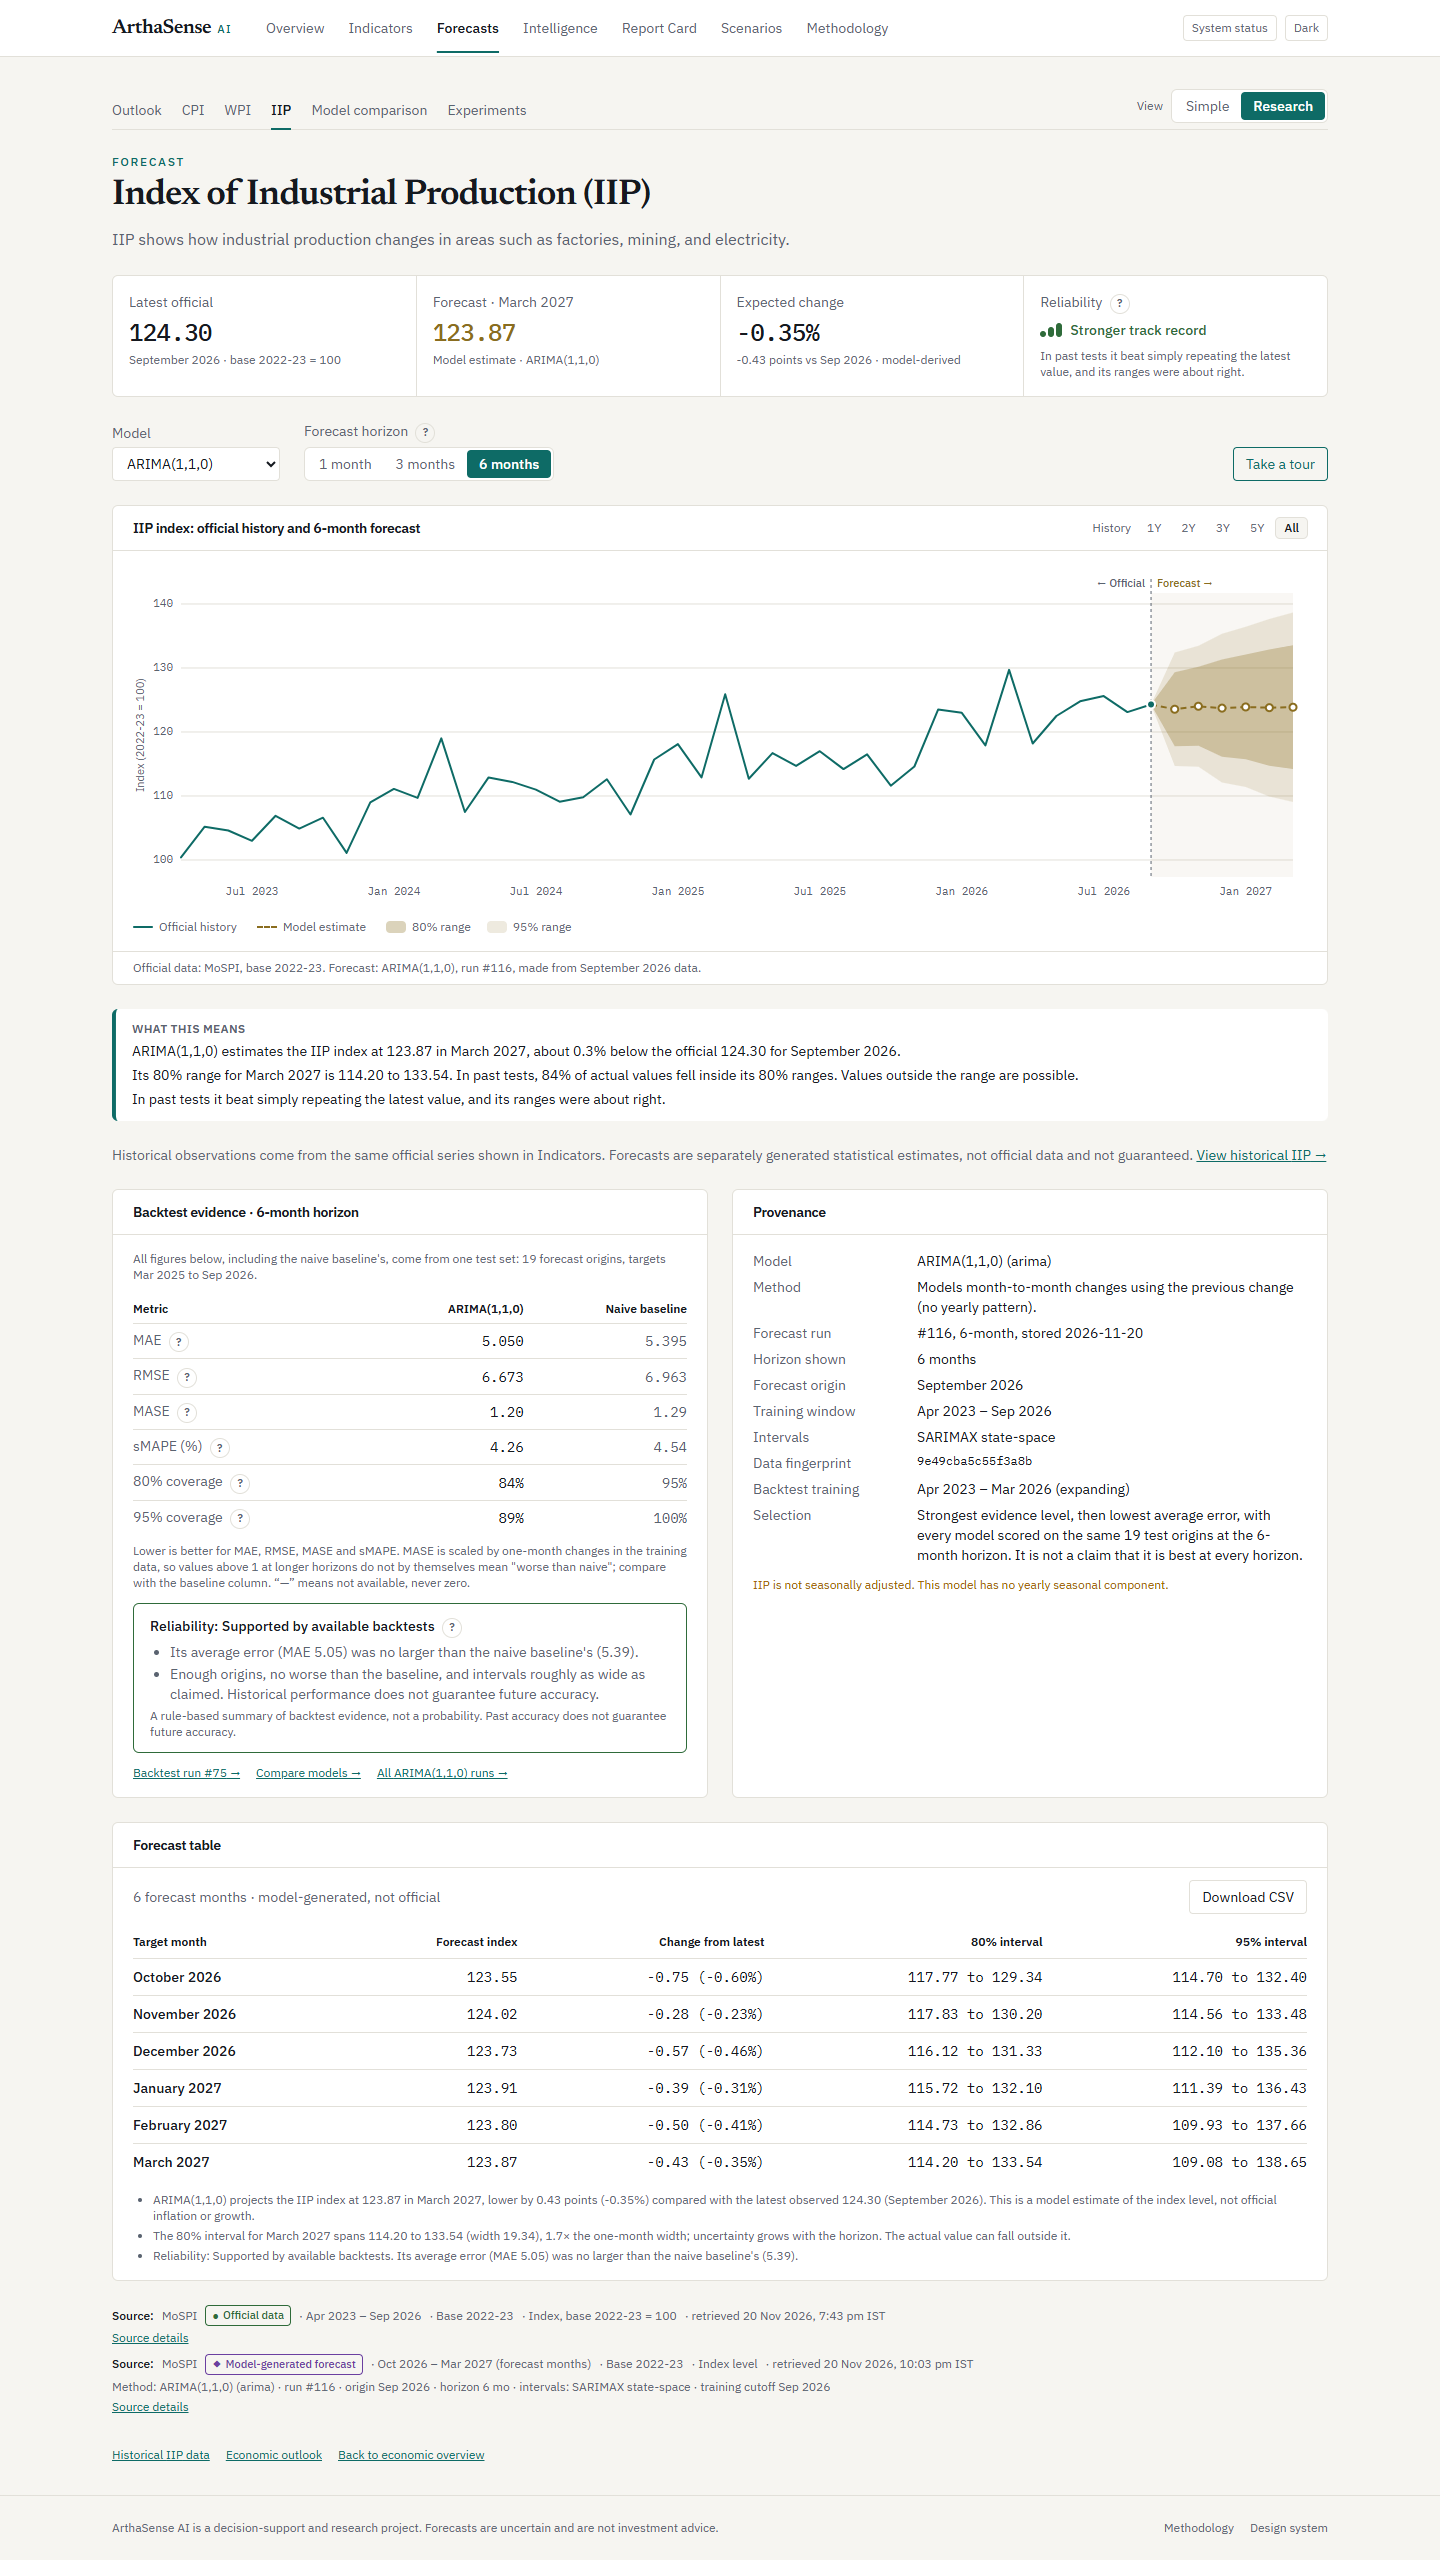 ArthaSense AI
Overview Indicators Forecasts Intelligence Report Card Scenarios Methodology
System status Dark
Outlook CPI WPI IIP Model comparison Experiments
View Simple Research
FORECAST
Index of Industrial Production (IIP)
IIP shows how industrial production changes in areas such as factories, mining, and electricity.
Latest official
124.30
September 2026 · base 2022-23 = 100
Forecast · March 2027
123.87
Model estimate · ARIMA(1,1,0)
Expected change
-0.35%
-0.43 points vs Sep 2026 · model-derived
Reliability ?
Stronger track record
In past tests it beat simply repeating the latest
value, and its ranges were about right.
Model
ARIMA(1,1,0)
Forecast horizon ?
1 month 3 months 6 months
Take a tour
IIP index: official history and 6-month forecast
History 1Y 2Y 3Y 5Y All
← Official Forecast →
Index (2022-23 = 100)
140
130
120
110
100
Jul 2023 Jan 2024 Jul 2024 Jan 2025 Jul 2025 Jan 2026 Jul 2026 Jan 2027
Official history Model estimate 80% range 95% range
Official data: MoSPI, base 2022-23. Forecast: ARIMA(1,1,0), run #116, made from September 2026 data.
WHAT THIS MEANS
ARIMA(1,1,0) estimates the IIP index at 123.87 in March 2027, about 0.3% below the official 124.30 for September 2026.
Its 80% range for March 2027 is 114.20 to 133.54. In past tests, 84% of actual values fell inside its 80% ranges. Values outside the range are possible.
In past tests it beat simply repeating the latest value, and its ranges were about right.
Historical observations come from the same official series shown in Indicators. Forecasts are separately generated statistical estimates, not official data and not guaranteed. View historical IIP →
Backtest evidence · 6-month horizon
All figures below, including the naive baseline's, come from one test set: 19 forecast origins, targets
Mar 2025 to Sep 2026.
Metric ARIMA(1,1,0) Naive baseline
MAE ? 5.050 5.395
RMSE ? 6.673 6.963
MASE ? 1.20 1.29
sMAPE (%) ? 4.26 4.54
80% coverage ? 84% 95%
95% coverage ? 89% 100%
Lower is better for MAE, RMSE, MASE and sMAPE. MASE is scaled by one-month changes in the training
data, so values above 1 at longer horizons do not by themselves mean "worse than naive"; compare
with the baseline column. “—” means not available, never zero.
Reliability: Supported by available backtests ?
• Its average error (MAE 5.05) was no larger than the naive baseline's (5.39).
• Enough origins, no worse than the baseline, and intervals roughly as wide as
claimed. Historical performance does not guarantee future accuracy.
A rule-based summary of backtest evidence, not a probability. Past accuracy does not guarantee
future accuracy.
Backtest run #75 → Compare models → All ARIMA(1,1,0) runs →
Provenance
Model ARIMA(1,1,0) (arima)
Method Models month-to-month changes using the previous change
(no yearly pattern).
Forecast run #116, 6-month, stored 2026-11-20
Horizon shown 6 months
Forecast origin September 2026
Training window Apr 2023 – Sep 2026
Intervals SARIMAX state-space
Data fingerprint 9e49cba5c55f3a8b
Backtest training Apr 2023 – Mar 2026 (expanding)
Selection Strongest evidence level, then lowest average error, with
every model scored on the same 19 test origins at the 6-
month horizon. It is not a claim that it is best at every horizon.
IIP is not seasonally adjusted. This model has no yearly seasonal component.
Forecast table
6 forecast months · model-generated, not official
Download CSV
Target month Forecast index Change from latest 80% interval 95% interval
October 2026 123.55 -0.75 (-0.60%) 117.77 to 129.34 114.70 to 132.40
November 2026 124.02 -0.28 (-0.23%) 117.83 to 130.20 114.56 to 133.48
December 2026 123.73 -0.57 (-0.46%) 116.12 to 131.33 112.10 to 135.36
January 2027 123.91 -0.39 (-0.31%) 115.72 to 132.10 111.39 to 136.43
February 2027 123.80 -0.50 (-0.41%) 114.73 to 132.86 109.93 to 137.66
March 2027 123.87 -0.43 (-0.35%) 114.20 to 133.54 109.08 to 138.65
• ARIMA(1,1,0) projects the IIP index at 123.87 in March 2027, lower by 0.43 points (-0.35%) compared with the latest observed 124.30 (September 2026). This is a model estimate of the index level, not official
inflation or growth.
• The 80% interval for March 2027 spans 114.20 to 133.54 (width 19.34), 1.7× the one-month width; uncertainty grows with the horizon. The actual value can fall outside it.
• Reliability: Supported by available backtests. Its average error (MAE 5.05) was no larger than the naive baseline's (5.39).
Source: MoSPI ● Official data · Apr 2023 – Sep 2026 · Base 2022-23 · Index, base 2022-23 = 100 · retrieved 20 Nov 2026, 7:43 pm IST
Source details
Source: MoSPI ◆ Model-generated forecast · Oct 2026 – Mar 2027 (forecast months) · Base 2022-23 · Index level · retrieved 20 Nov 2026, 10:03 pm IST
Method: ARIMA(1,1,0) (arima) · run #116 · origin Sep 2026 · horizon 6 mo · intervals: SARIMAX state-space · training cutoff Sep 2026
Source details
Historical IIP data Economic outlook Back to economic overview
ArthaSense AI is a decision-support and research project. Forecasts are uncertain and are not investment advice.
Methodology Design system